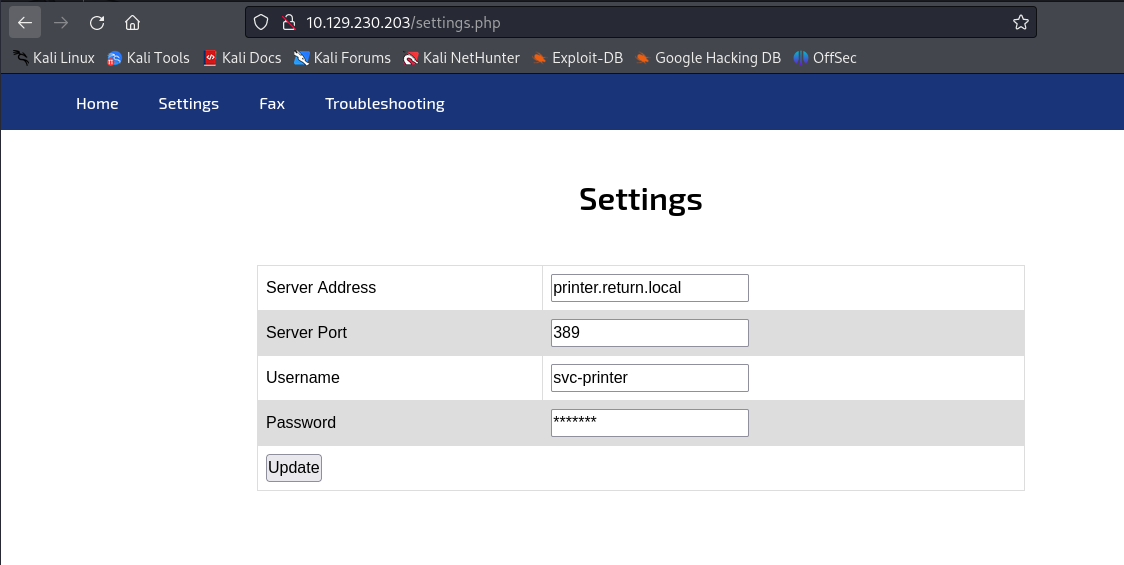 10.129.230.203/settings.php
Kali Linux Kali Tools Kali Docs Kali Forums Kali NetHunter Exploit-DB Google Hacking DB OffSec
Home Settings Fax Troubleshooting
Settings
Server Address printer.return.local
Server Port 389
Username svc-printer
Password *******
Update